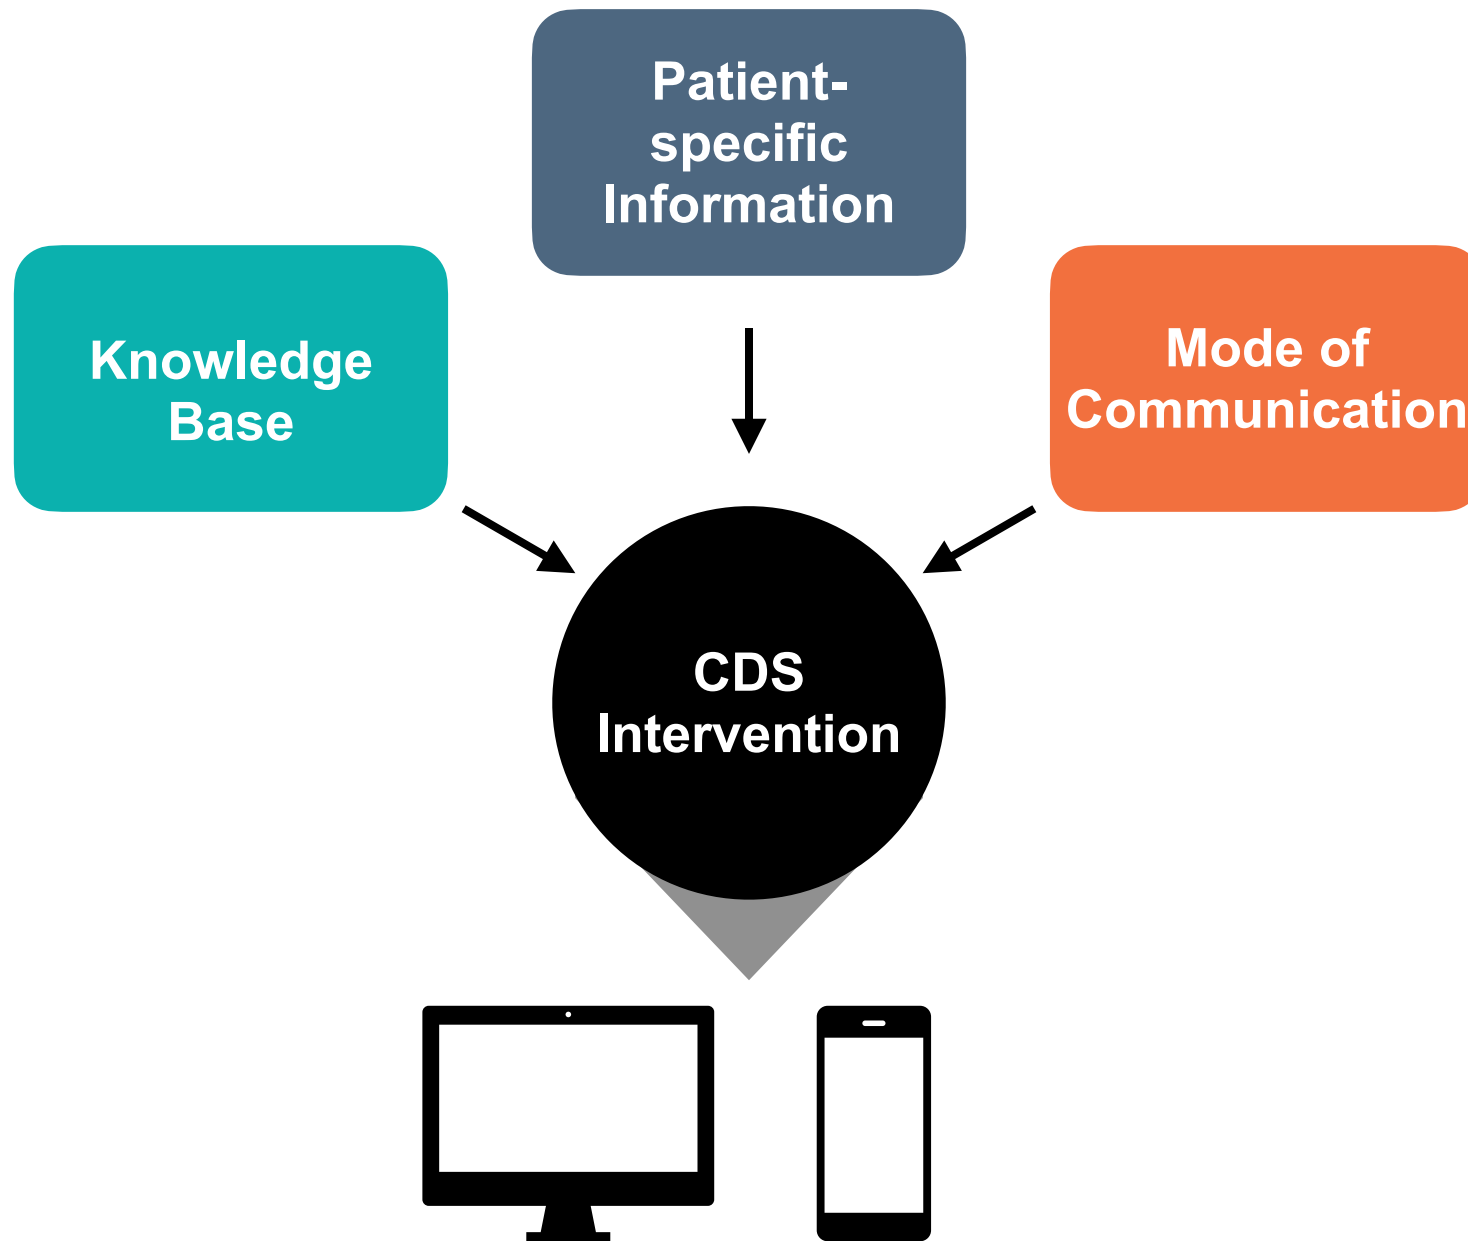 Patient-
specific
Information
Knowledge
Base
Mode of
Communication
CDS
Intervention